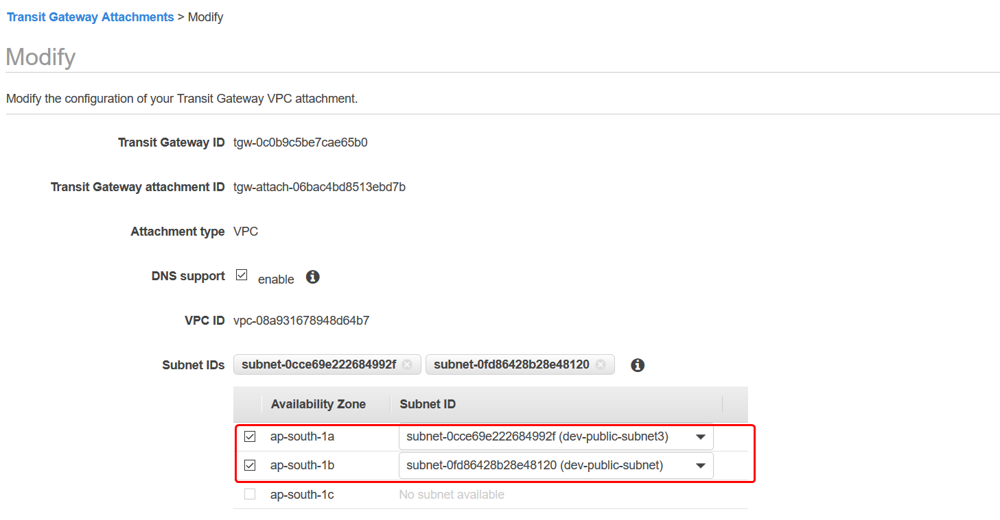 Transit Gateway Attachments > Modify
Modify
Modify the configuration of your Transit Gateway VPC attachment.
Transit Gateway ID tgw-0c0b9c5be7cae65b0
Transit Gateway attachment ID tgw-attach-06bac4bd8513ebd7b
Attachment type VPC
DNS support enable
VPC ID vpc-08a931678948d64b7
Subnet IDs subnet-0cce69e222684992f subnet-0fd86428b28e48120
Availability Zone Subnet ID
ap-south-1a subnet-0cce69e222684992f (dev-public-subnet3)
ap-south-1b subnet-0fd86428b28e48120 (dev-public-subnet)
ap-south-1c No subnet available